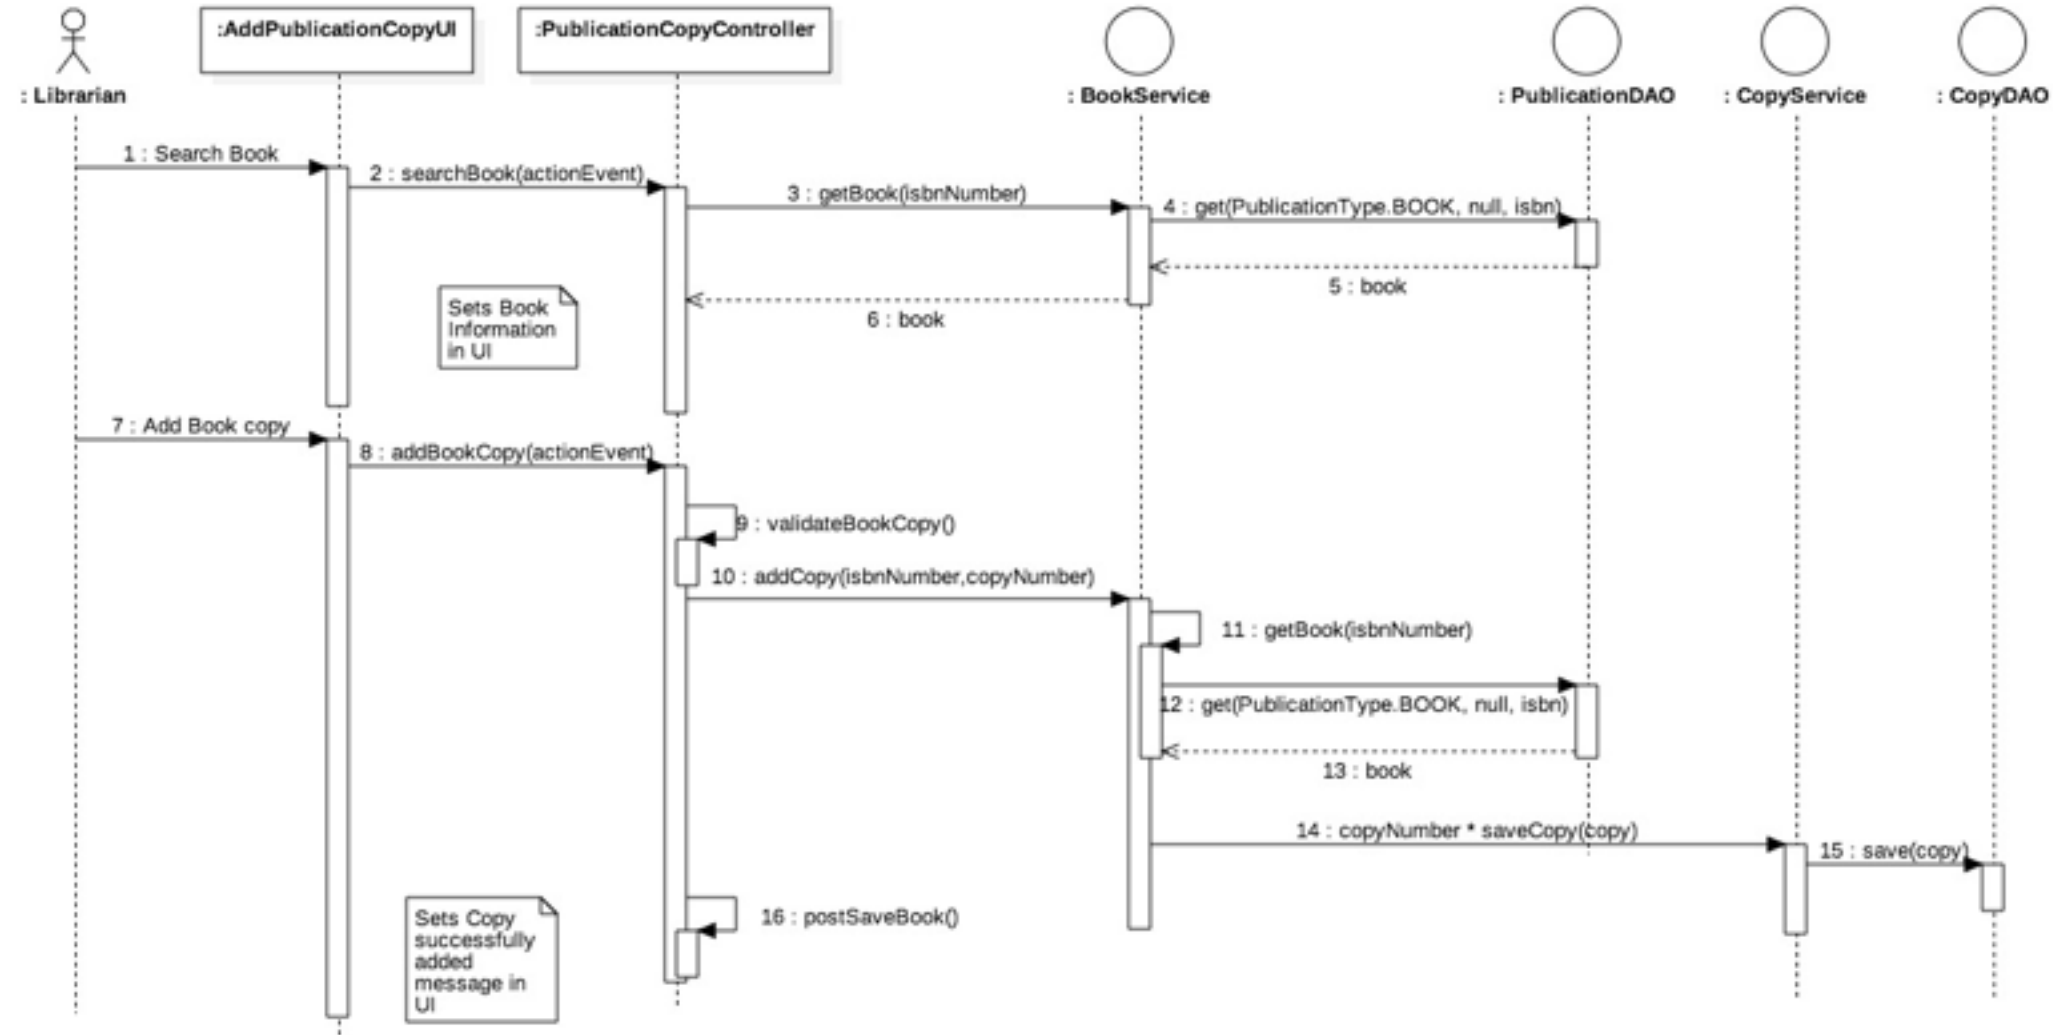 :AddPublicationCopyUI
:PublicationCopyController
: Librarian
: BookService
: PublicationDAO
: CopyService
: CopyDAO
1 : Search Book
2 : searchBook(actionEvent)
3 : getBook(isbnNumber)
4 : get(PublicationType.BOOK, null, isbn)
5 : book
6 : book
Sets Book
Information
in UI
7 : Add Book copy
8 : addBookCopy(actionEvent)
9 : validateBookCopy()
10 : addCopy(isbnNumber,copyNumber)
11 : getBook(isbnNumber)
12 : get(PublicationType.BOOK, null, isbn)
13 : book
14 : copyNumber * saveCopy(copy)
15 : save(copy)
16 : postSaveBook()
Sets Copy
successfully
added
message in
UI